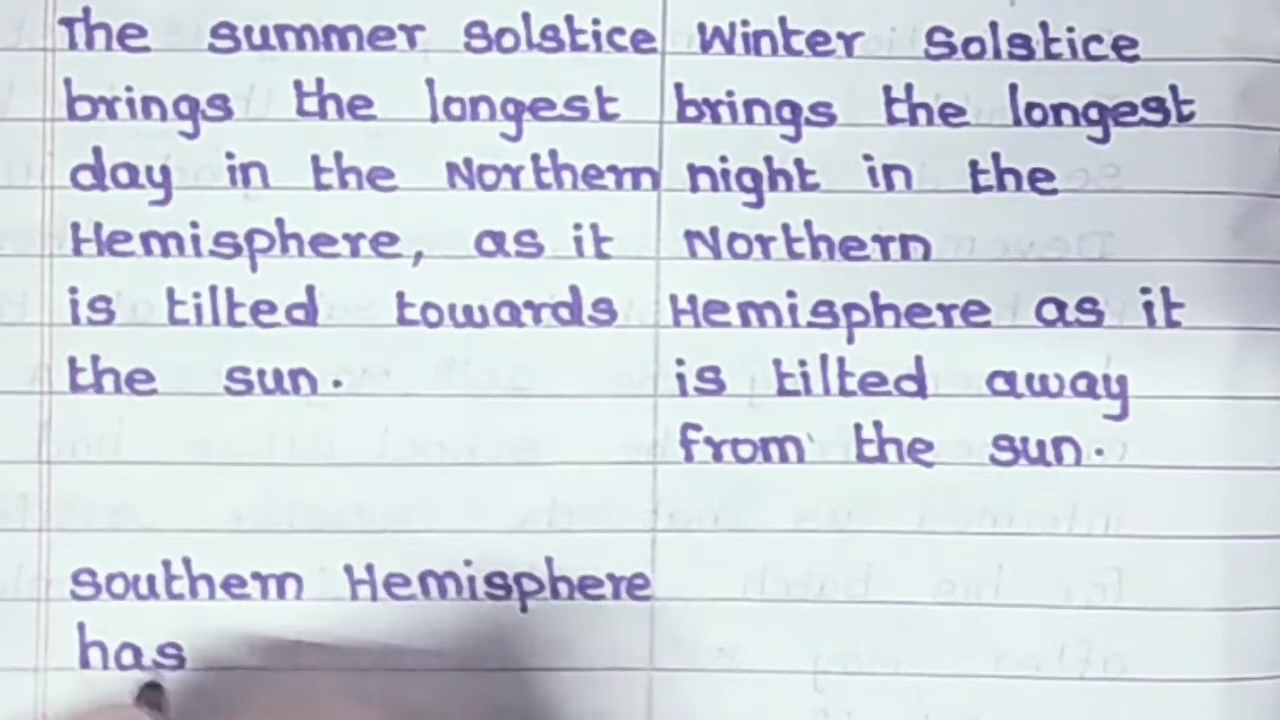 The summer solstice
brings the longest
day in the Northern
Hemisphere, as it
is tilted towards
the sun.
Southern Hemisphere
has
Winter Solstice
brings the longest
night in the
Northern
Hemisphere as it
is tilted away
from the sun.